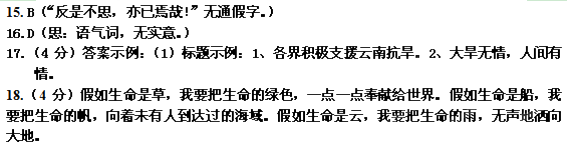 15. B（“反是不思，亦已焉哉!”无通假字。）
16. D（思：语气词，无实意。）
17. （4 分）答案示例：（1）标题示例：1、各界积极支援云南抗旱。2、大旱无情，人间有
情。
18. （4 分）假如生命是草，我要把生命的绿色，一点一点奉献给世界。假如生命是船，我
要把生命的帆，向着未有人到达过的海域。假如生命是云，我要把生命的雨，无声地洒向
大地。